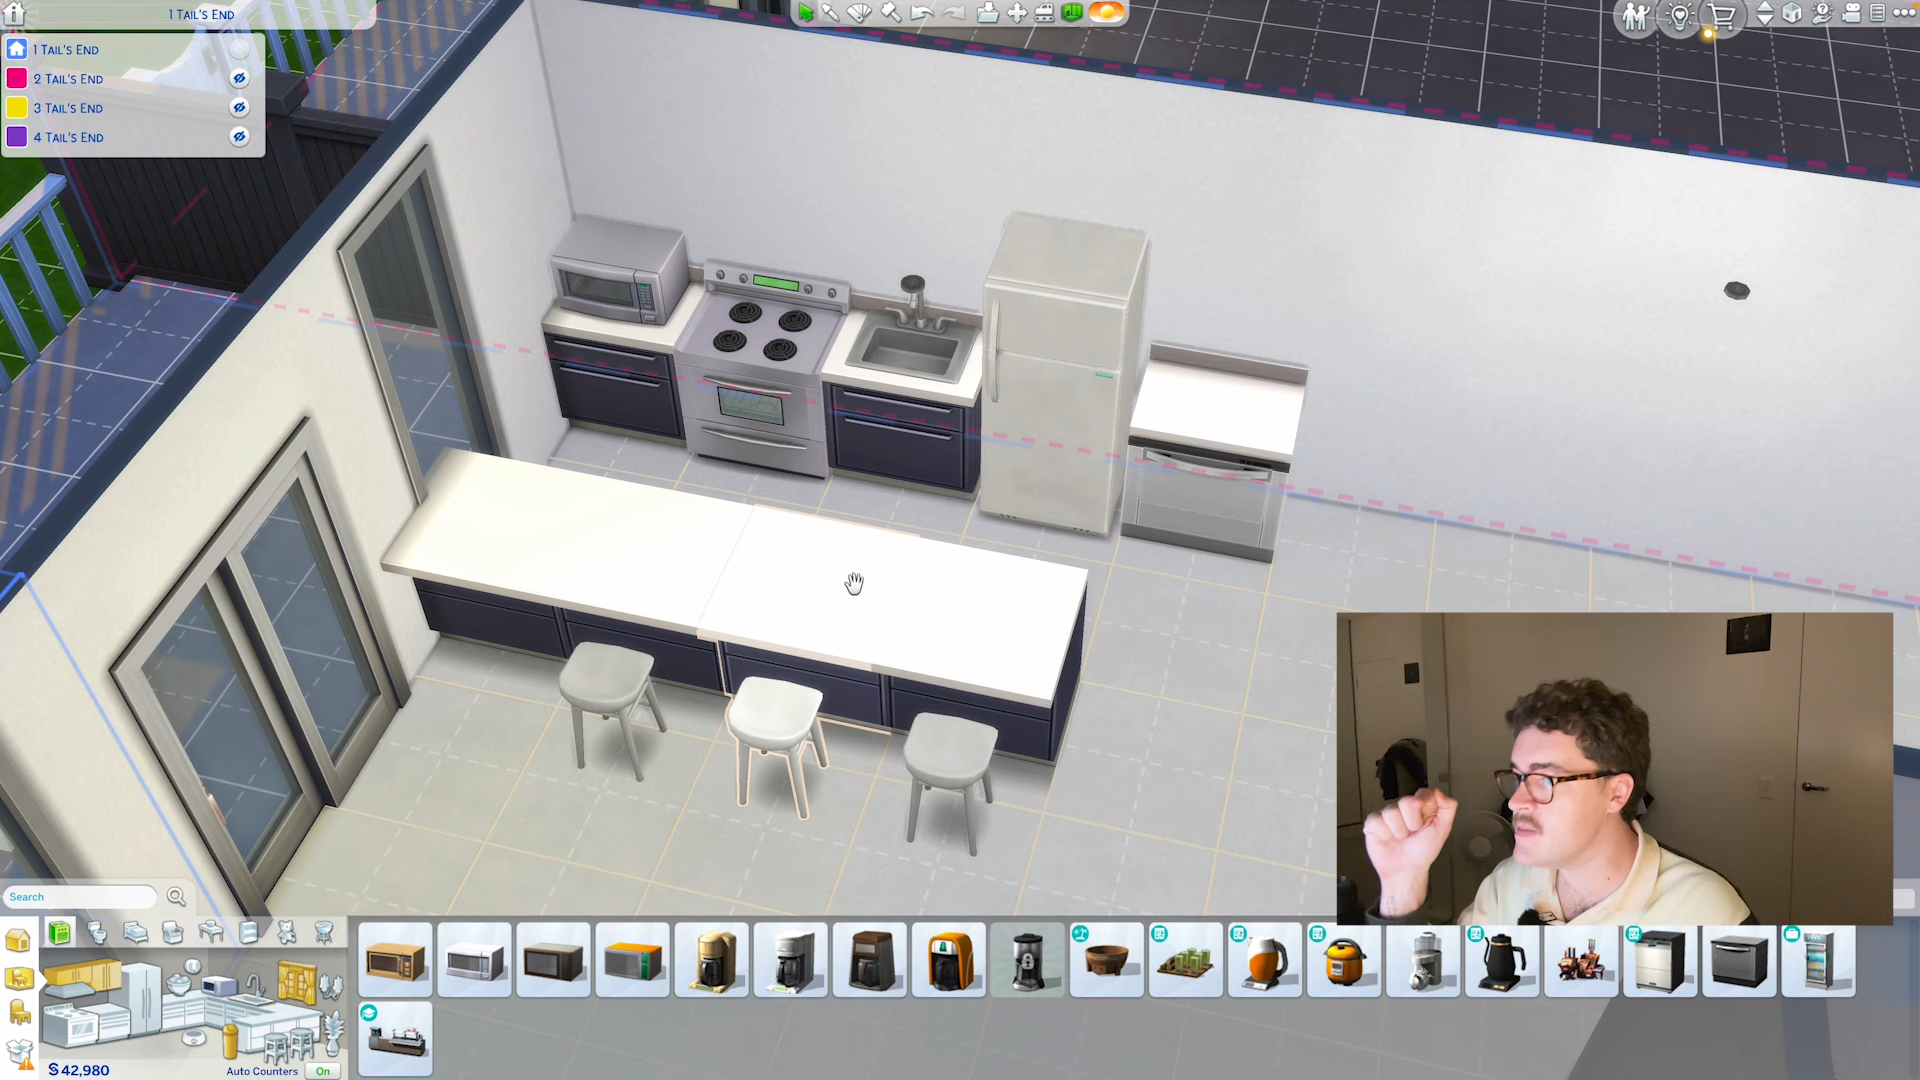 1 Tail's End
1 Tail's End
2 Tail's End
3 Tail's End
4 Tail's End
Search
§42,980
Auto Counters
On